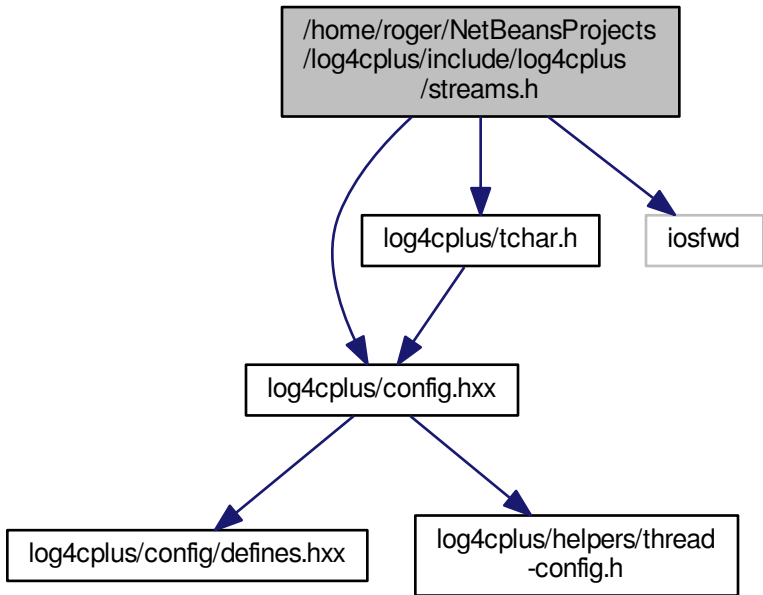 /home/roger/NetBeansProjects
/log4cplus/include/log4cplus
/streams.h
log4cplus/tchar.h
iosfwd
log4cplus/config.hxx
log4cplus/config/defines.hxx
log4cplus/helpers/thread
-config.h